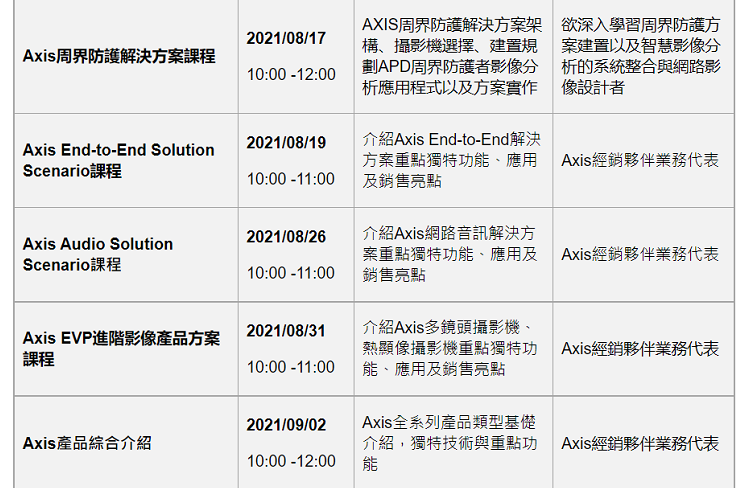 Axis周界防護解決方案課程
2021/08/17
10:00 -12:00
AXIS周界防護解決方案架
構、攝影機選擇、建置規
劃APD周界防護者影像分
析應用程式以及方案實作
欲深入學習周界防護方
案建置以及智慧影像分
析的系統整合與網路影
像設計者
Axis End-to-End Solution
Scenario課程
2021/08/19
10:00 -11:00
介紹Axis End-to-End解決
方案重點獨特功能、應用
及銷售亮點
Axis經銷夥伴業務代表
Axis Audio Solution
Scenario課程
2021/08/26
10:00 -11:00
介紹Axis網路音訊解決方
案重點獨特功能、應用及
銷售亮點
Axis經銷夥伴業務代表
Axis EVP進階影像產品方案
課程
2021/08/31
10:00 -11:00
介紹Axis多鏡頭攝影機、
熱顯像攝影機重點獨特功
能、應用及銷售亮點
Axis經銷夥伴業務代表
Axis產品綜合介紹
2021/09/02
10:00 -12:00
Axis全系列產品類型基礎
介紹，獨特技術與重點功
能
Axis經銷夥伴業務代表